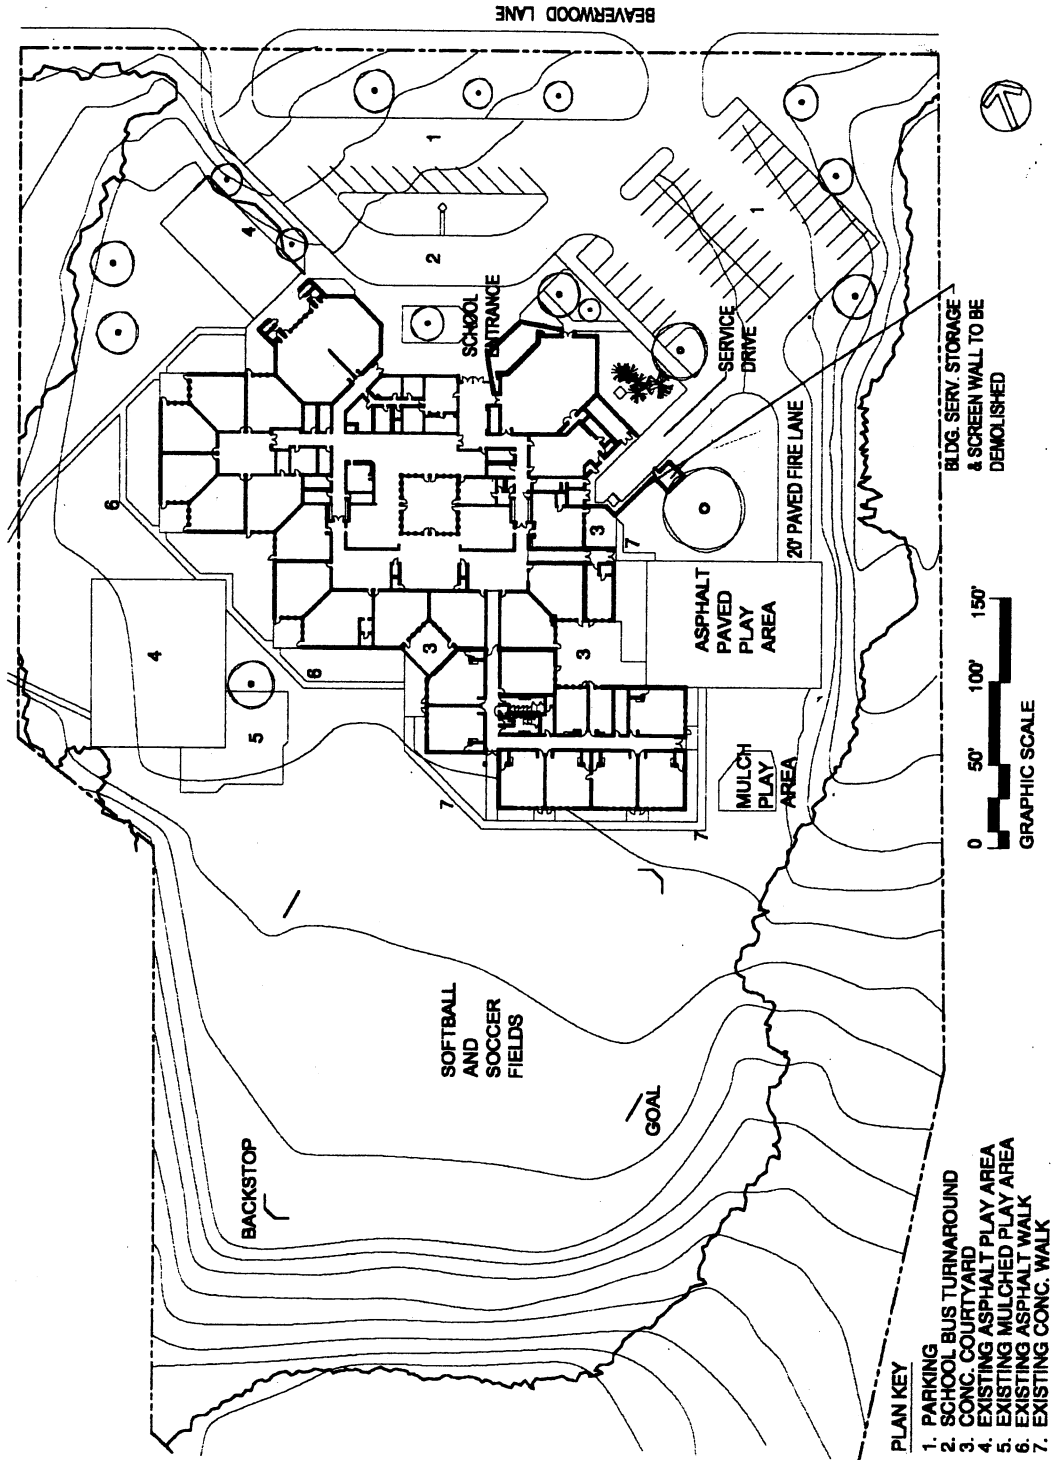 BEAVERWOOD LANE
1
1
2
4
SCHOOL
ENTRANCE
SERVICE
DRIVE
BLDG. SERV. STORAGE
& SCREEN WALL TO BE
DEMOLISHED
20' PAVED FIRE LANE
6
3
7
ASPHALT
PAVED
PLAY
AREA
4
6
3
3
5
7
MULCH
PLAY
AREA
7
SOFTBALL
AND
SOCCER
FIELDS
GOAL
BACKSTOP
0 50' 100' 150'
GRAPHIC SCALE
PLAN KEY
1. PARKING
2. SCHOOL BUS TURNAROUND
3. CONC. COURTYARD
4. EXISTING ASPHALT PLAY AREA
5. EXISTING MULCHED PLAY AREA
6. EXISTING ASPHALT WALK
7. EXISTING CONC. WALK